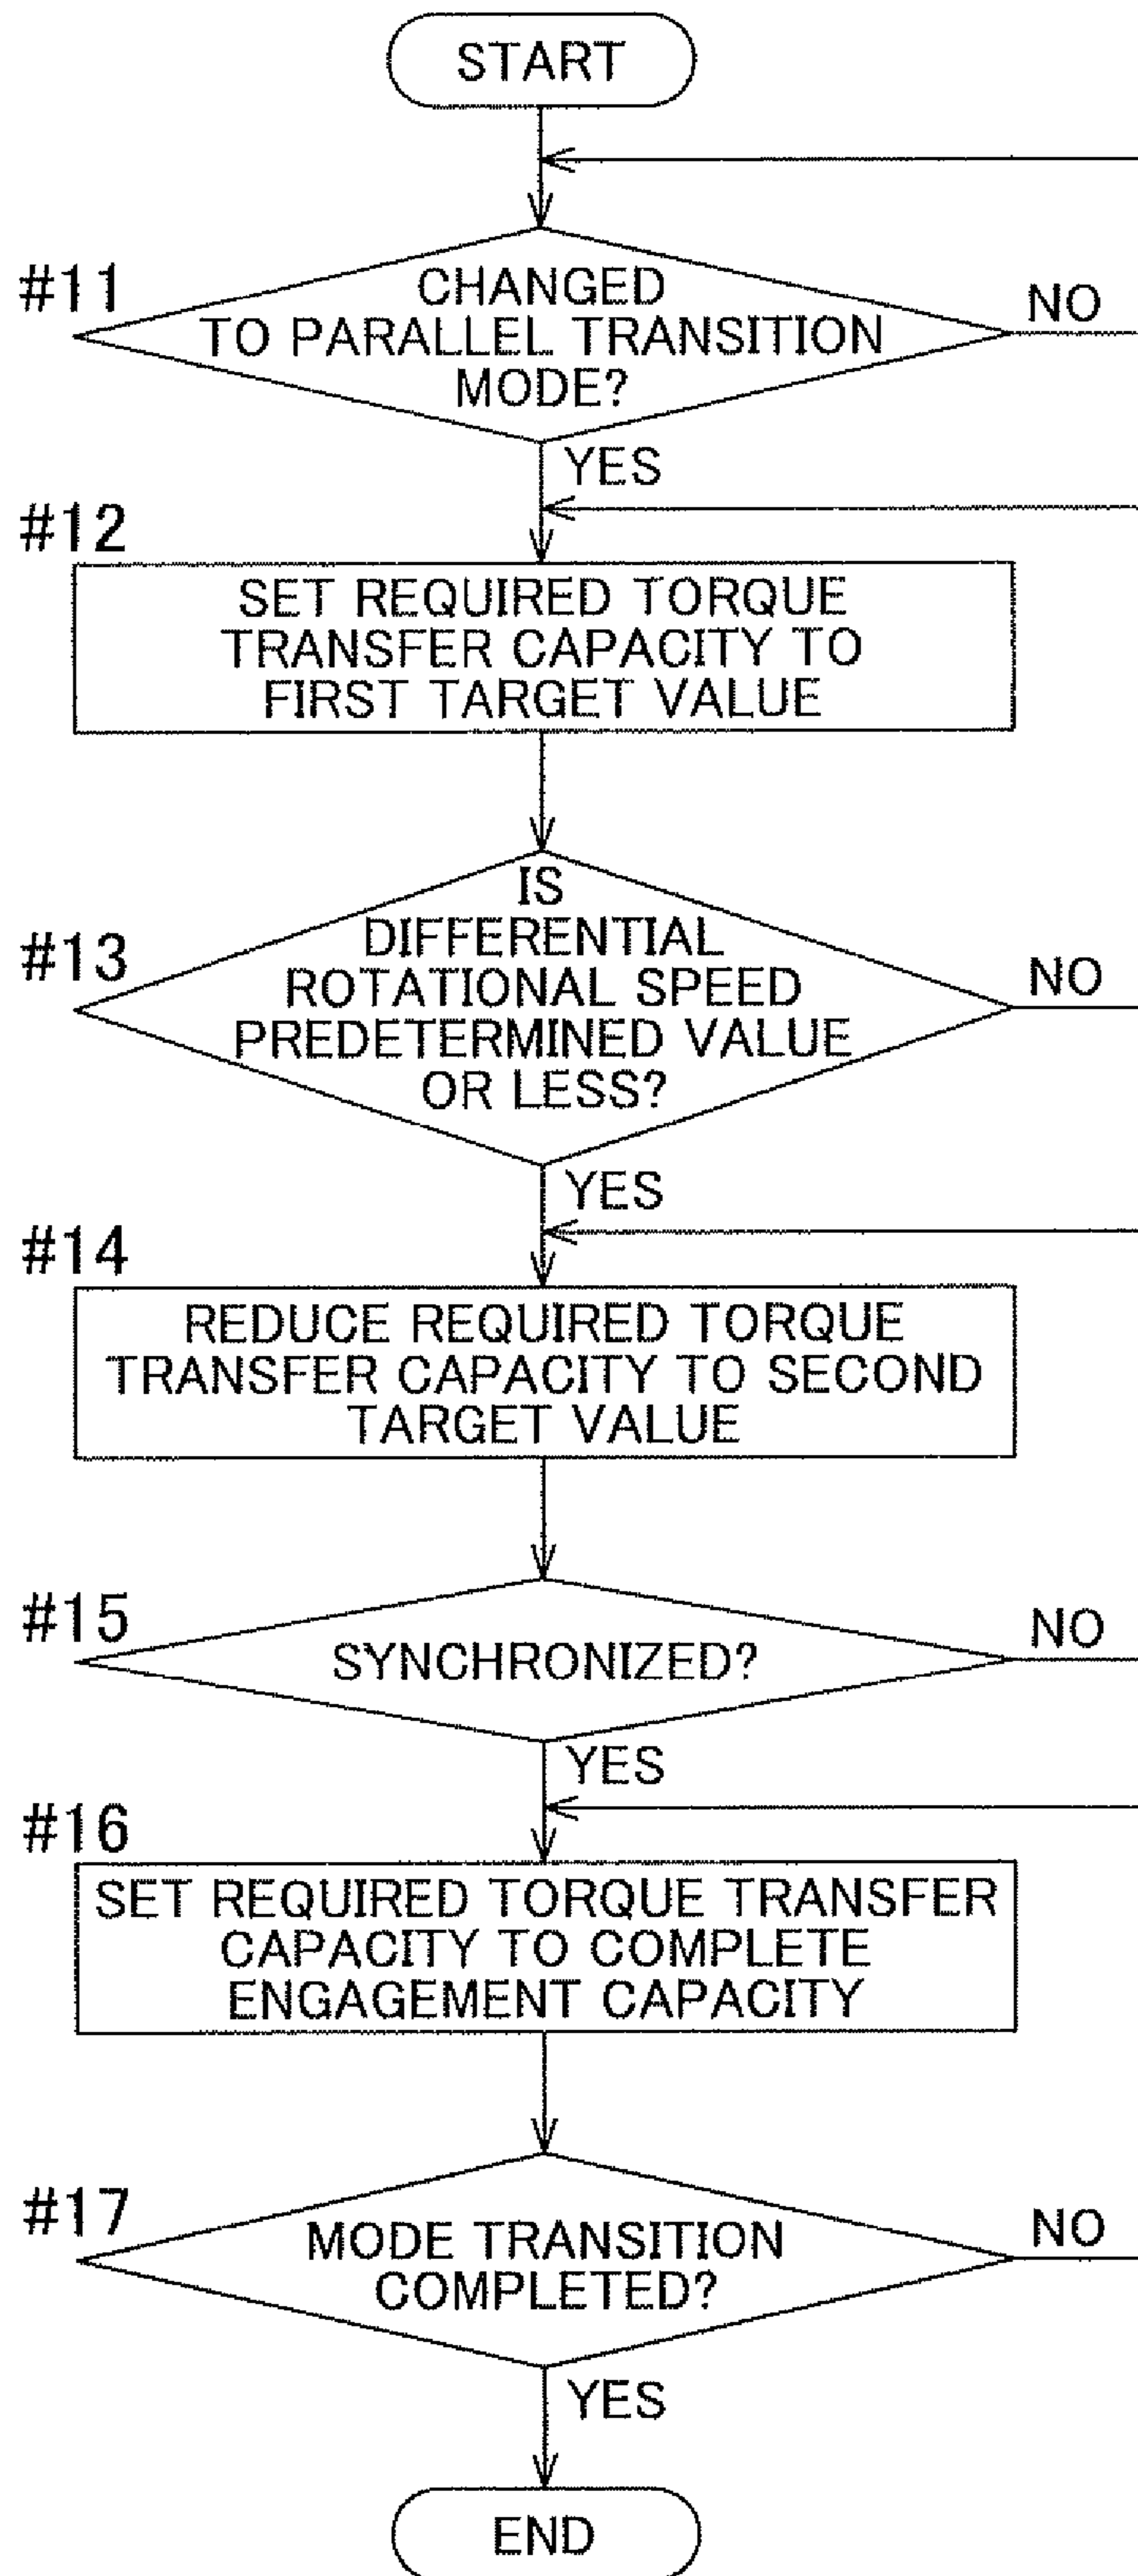 START
#11
CHANGED
TO PARALLEL TRANSITION
MODE?
NO
YES
#12
SET REQUIRED TORQUE
TRANSFER CAPACITY TO
FIRST TARGET VALUE
#13
IS
DIFFERENTIAL
ROTATIONAL SPEED
PREDETERMINED VALUE
OR LESS?
NO
YES
#14
REDUCE REQUIRED TORQUE
TRANSFER CAPACITY TO SECOND
TARGET VALUE
#15
SYNCHRONIZED?
NO
YES
#16
SET REQUIRED TORQUE TRANSFER
CAPACITY TO COMPLETE
ENGAGEMENT CAPACITY
#17
MODE TRANSITION
COMPLETED?
NO
YES
END